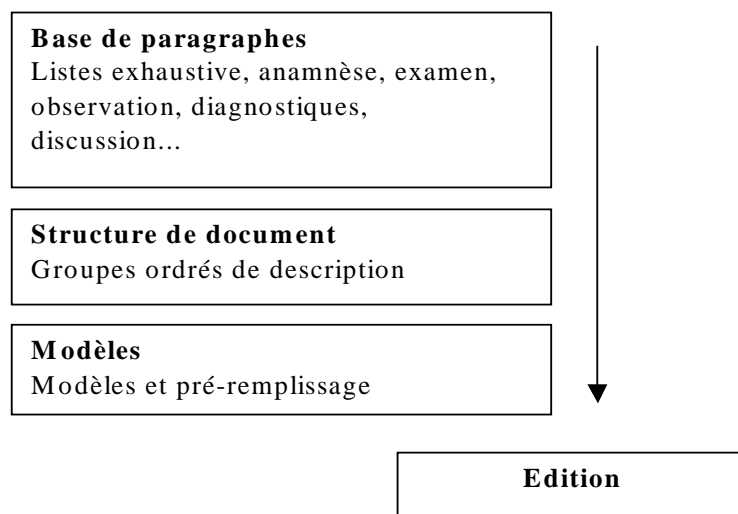 Base de paragraphes
Listes exhaustive, anamnèse, examen,
observation, diagnostiques,
discussion...
Structure de document
Groupes ordrés de description
Modèles
Modèles et pré-remplissage
Edition